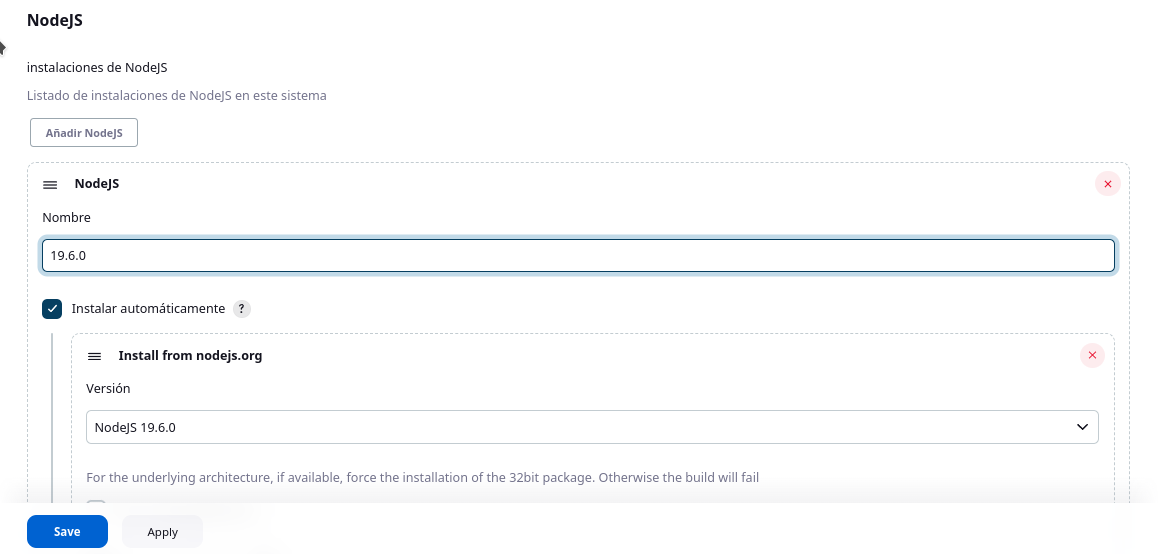 NodeJS
instalaciones de NodeJS
Listado de instalaciones de NodeJS en este sistema
Añadir NodeJS
NodeJS
Nombre
19.6.0
Instalar automáticamente ?
Install from nodejs.org
Versión
NodeJS 19.6.0
For the underlying architecture, if available, force the installation of the 32bit package. Otherwise the build will fail
Save Apply